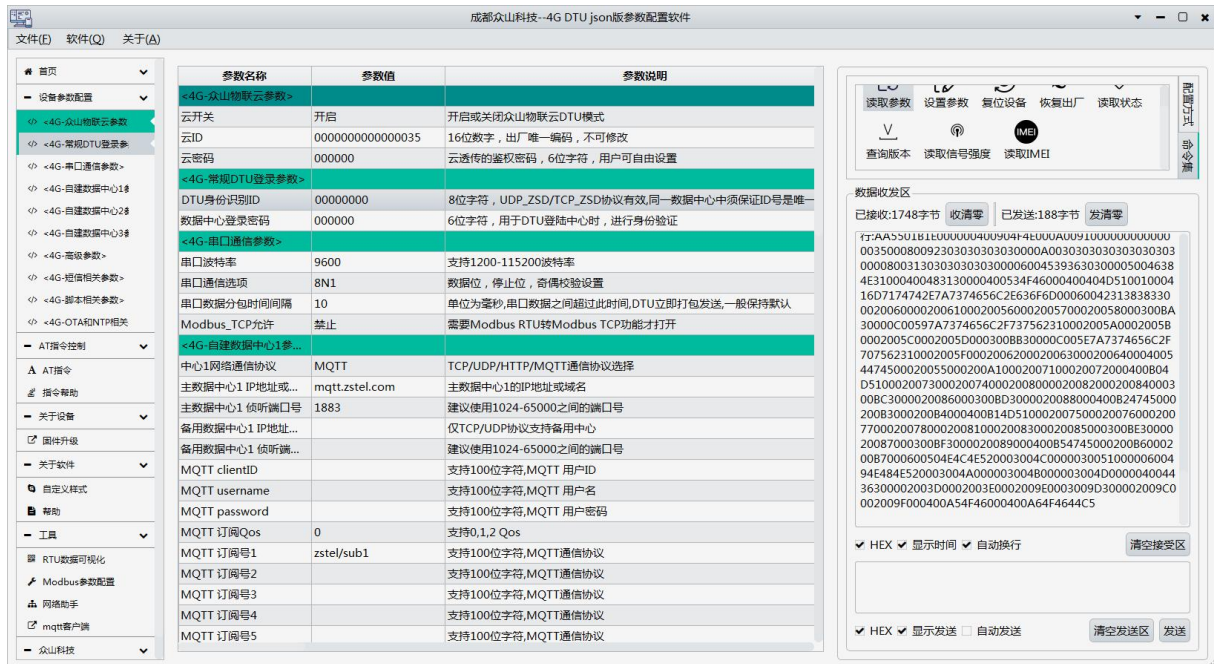 成都众山科技--4G DTU json版参数配置软件
文件(F) 软件(Q) 关于(A)
首页
设备参数配置
<4G-众山物联云参数
<4G-常规DTU登录参
<4G-串口通信参数>
<4G-自建数据中心1参
<4G-自建数据中心2参
<4G-自建数据中心3参
<4G-高级参数>
<4G-短信相关参数>
<4G-脚本相关参数>
<4G-OTA和NTP相关
AT指令控制
AT指令
指令帮助
关于设备
固件升级
关于软件
自定义样式
帮助
工具
RTU数据可视化
Modbus参数配置
网络助手
mqtt客户端
众山科技
参数名称 参数值 参数说明
<4G-众山物联云参数>
云开关 开启 开启或关闭众山物联云DTU模式
云ID 0000000000000035 16位数字，出厂唯一编码，不可修改
云密码 000000 云透传的鉴权密码，6位字符，用户可自由设置
<4G-常规DTU登录参数>
DTU身份识别ID 00000000 8位字符，UDP_ZSD/TCP_ZSD协议有效,同一数据中心中须保证ID号是唯一
数据中心登录密码 000000 6位字符，用于DTU登陆中心时，进行身份验证
<4G-串口通信参数>
串口波特率 9600 支持1200-115200波特率
串口通信选项 8N1 数据位，停止位，奇偶校验设置
串口数据分包时间间隔 10 单位为毫秒,串口数据之间超过此时间,DTU立即打包发送,一般保持默认
Modbus_TCP允许 禁止 需要Modbus RTU转Modbus TCP功能才打开
<4G-自建数据中心1参...
中心1网络通信协议 MQTT TCP/UDP/HTTP/MQTT通信协议选择
主数据中心1 IP地址或... mqtt.zstel.com 主数据中心1的IP地址或域名
主数据中心1 侦听端口号 1883 建议使用1024-65000之间的端口号
备用数据中心1 IP地址... 仅TCP/UDP协议支持备用中心
备用数据中心1 侦听端... 建议使用1024-65000之间的端口号
MQTT clientID 支持100位字符,MQTT 用户ID
MQTT username 支持100位字符,MQTT 用户名
MQTT password 支持100位字符,MQTT 用户密码
MQTT 订阅Qos 0 支持0,1,2 Qos
MQTT 订阅号1 zstel/sub1 支持100位字符,MQTT通信协议
MQTT 订阅号2 支持100位字符,MQTT通信协议
MQTT 订阅号3 支持100位字符,MQTT通信协议
MQTT 订阅号4 支持100位字符,MQTT通信协议
MQTT 订阅号5 支持100位字符,MQTT通信协议
读取参数 设置参数 复位设备 恢复出厂 读取状态
IMEI
查询版本 读取信号强度 读取IMEI
配置方式
命令集
数据收发区
已接收:1748字节 收清零 已发送:188字节 发清零
行:AA5501B1E000000400904F4E000A0091000000000000
0035000800923030303030300000A0030303030303030303
0000800313030303030300000600453936303000050046 38
4E310004004831300004005 34F46000400404D510010004
16D7174742E7A7374656C2E636F6D00060042313838330
0020060000200610002005600020057000200580 00300BA
30000C00597A7374656C2F737562310002005A0002005B
0002005C0002005D000300BB30000C005E7A7374656C2F
7075623100020 05F000200620002006300020064000400 5
44745000200550002 00A100020071000200720 00400B04
D51000200730002007400020080000200820002008400 03
00BC3000020086000300BD3000020088000400B24745000
200B3000200B4000400B14D510002007500020076000200
77000200780002008100020083000200850 00300BE30000
20087000300BF30000200890 00400B54745000200B60002
00B7000600504E4C4E520003004C0000030051000006004
94E484E520003004A000003004B000003004D0000040044
36300002003D0002003E0002009E0003009D300002009C0
002009F000400A54F46000400A64F4644C5
HEX 显示时间 自动换行 清空接受区
HEX 显示发送 自动发送 清空发送区 发送